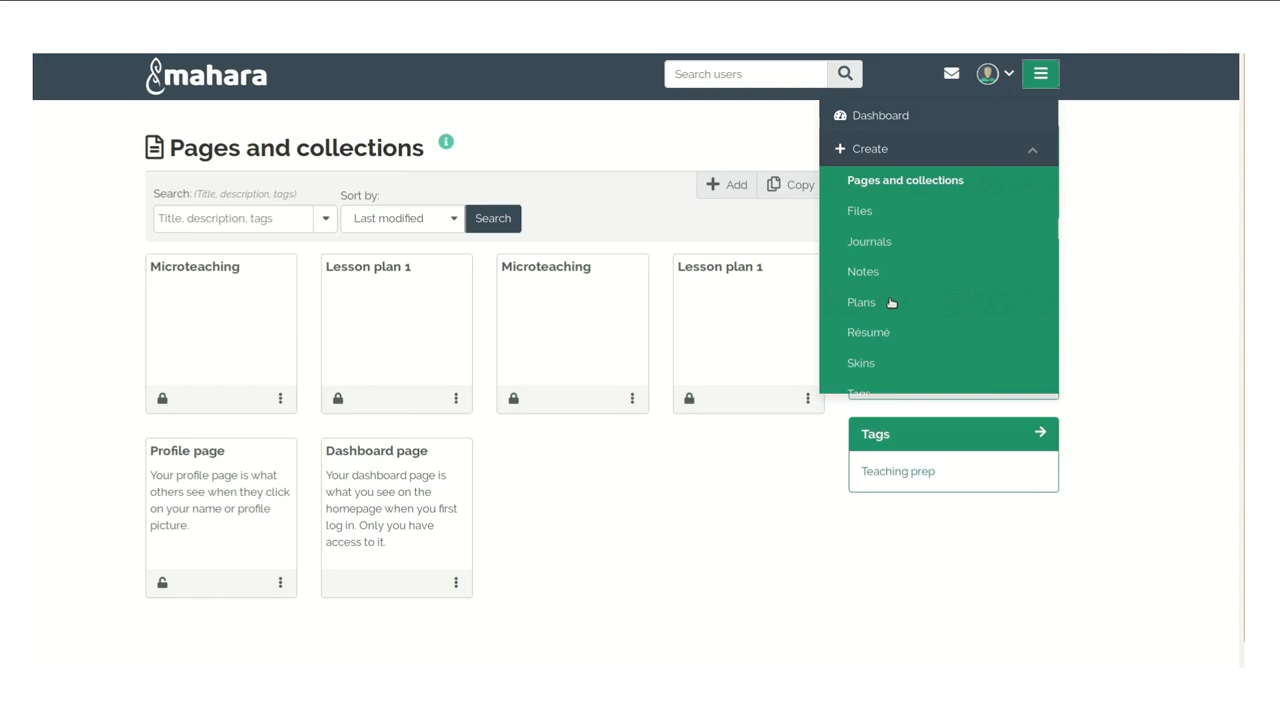 mahara
Search users
Dashboard
Create
Pages and collections
Files
Journals
Notes
Plans
Résumé
Skins
Tags
Pages and collections
Add
Copy
Search: (Title, description, tags)
Sort by:
Title, description, tags
Last modified
Search
Microteaching
Lesson plan 1
Microteaching
Lesson plan 1
Profile page
Your profile page is what
others see when they click
on your name or profile
picture.
Dashboard page
Your dashboard page is
what you see on the
homepage when you first
log in. Only you have
access to it.
Tags
Teaching prep